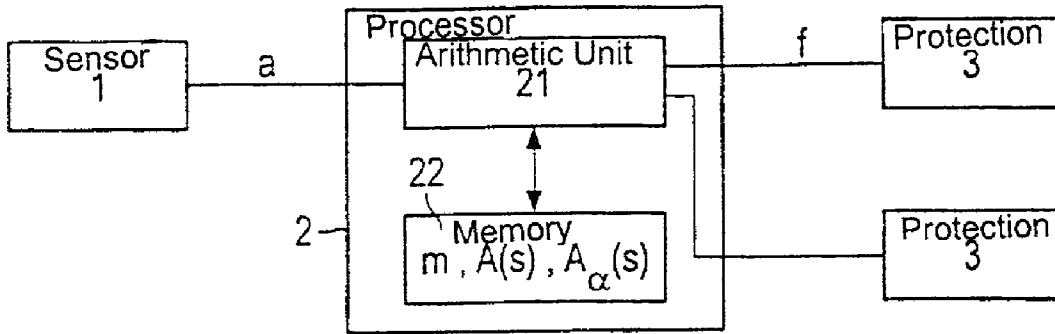 Processor
Sensor
1
a
Arithmetic Unit
21
f
Protection
3
22
2
Memory
m , A(s) , Aα(s)
Protection
3